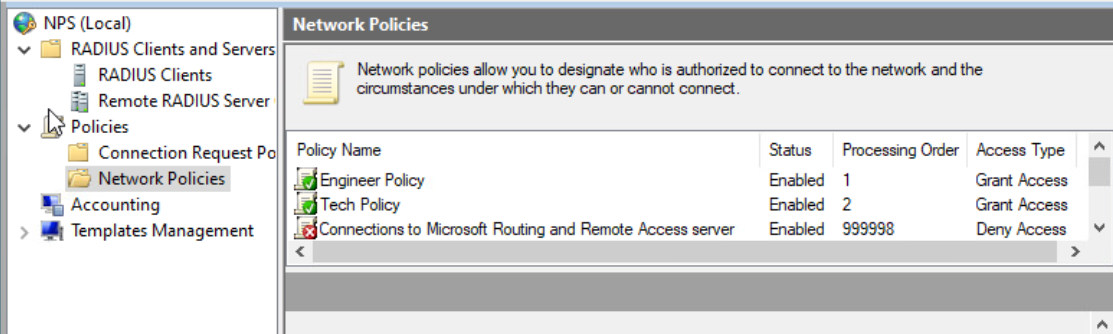 NPS (Local)
RADIUS Clients and Servers
RADIUS Clients
Remote RADIUS Server
Policies
Connection Request Po
Network Policies
Accounting
Templates Management
Network Policies
Network policies allow you to designate who is authorized to connect to the network and the
circumstances under which they can or cannot connect.
Policy Name Status Processing Order Access Type
Engineer Policy Enabled 1 Grant Access
Tech Policy Enabled 2 Grant Access
Connections to Microsoft Routing and Remote Access server Enabled 999998 Deny Access